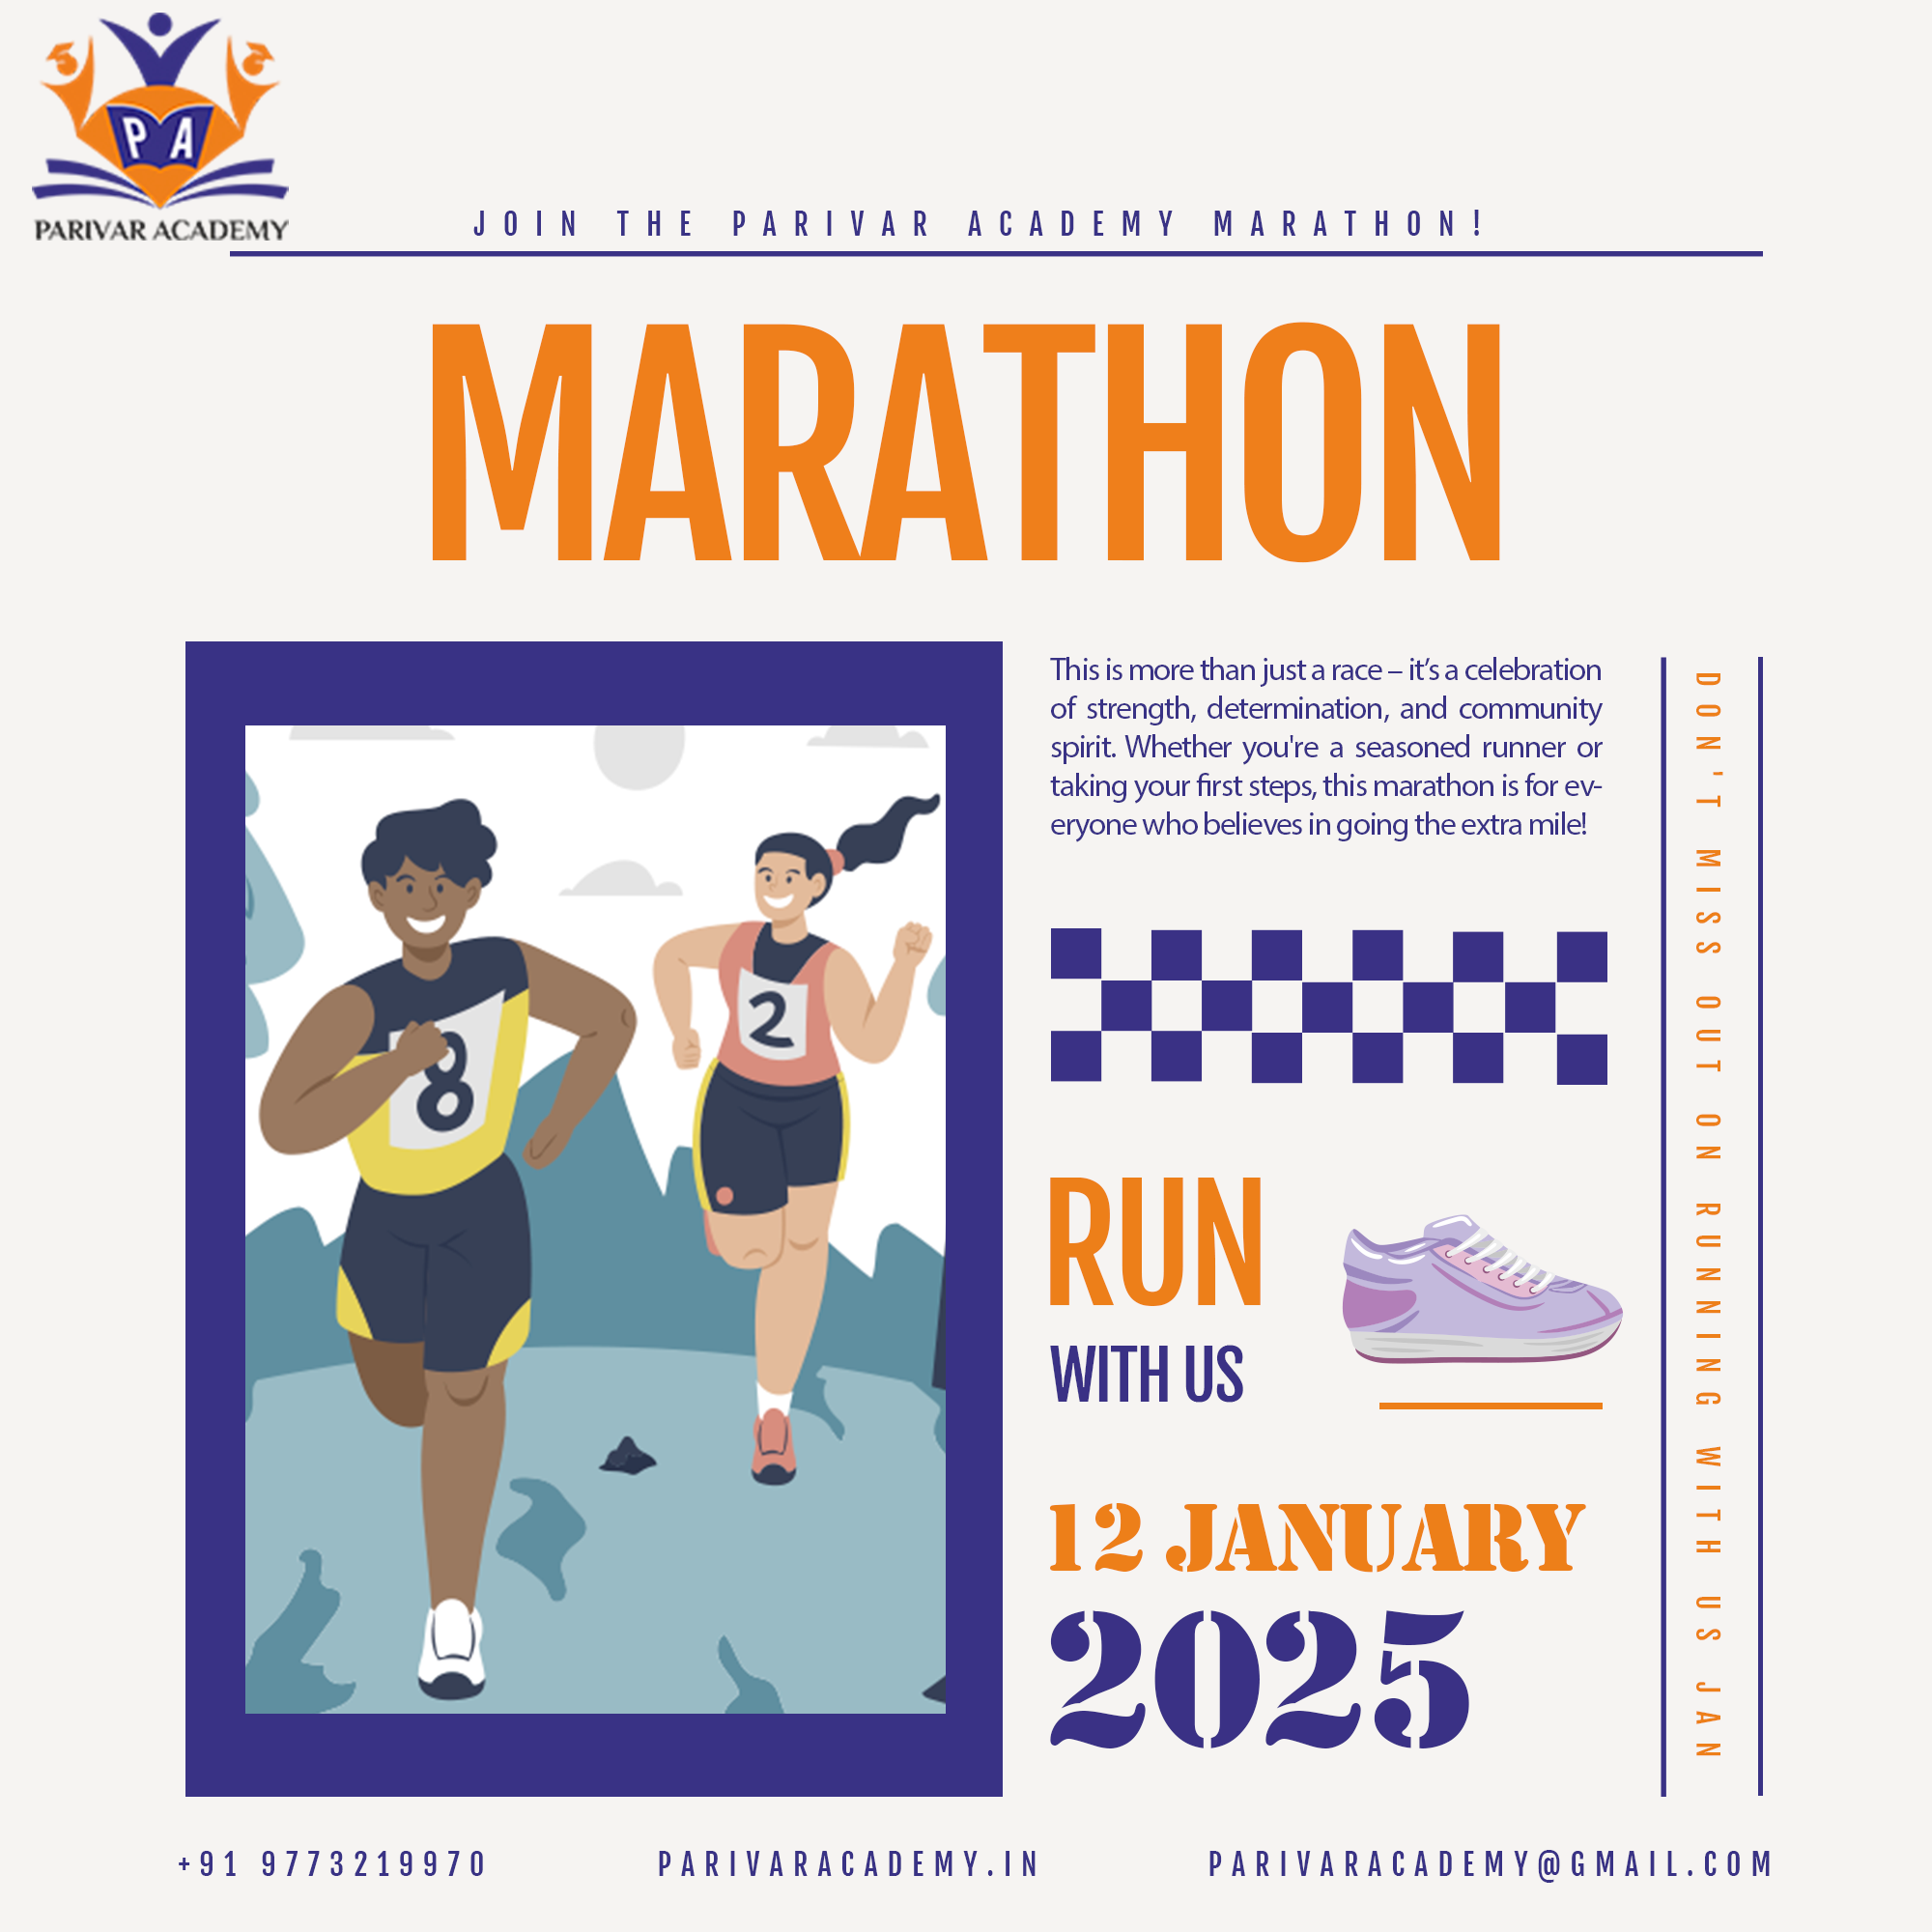 P A
PARIVAR ACADEMY
JOIN THE PARIVAR ACADEMY MARATHON!
MARATHON
This is more than just a race – it’s a celebration
of strength, determination, and community
spirit. Whether you're a seasoned runner or
taking your first steps, this marathon is for ev-
eryone who believes in going the extra mile!
8
2
RUN
WITH US
12 JANUARY
2025
DON'T MISS OUT ON RUNNING WITH US JAN
+91 9773219970
PARIVARACADEMY.IN
PARIVARACADEMY@GMAIL.COM